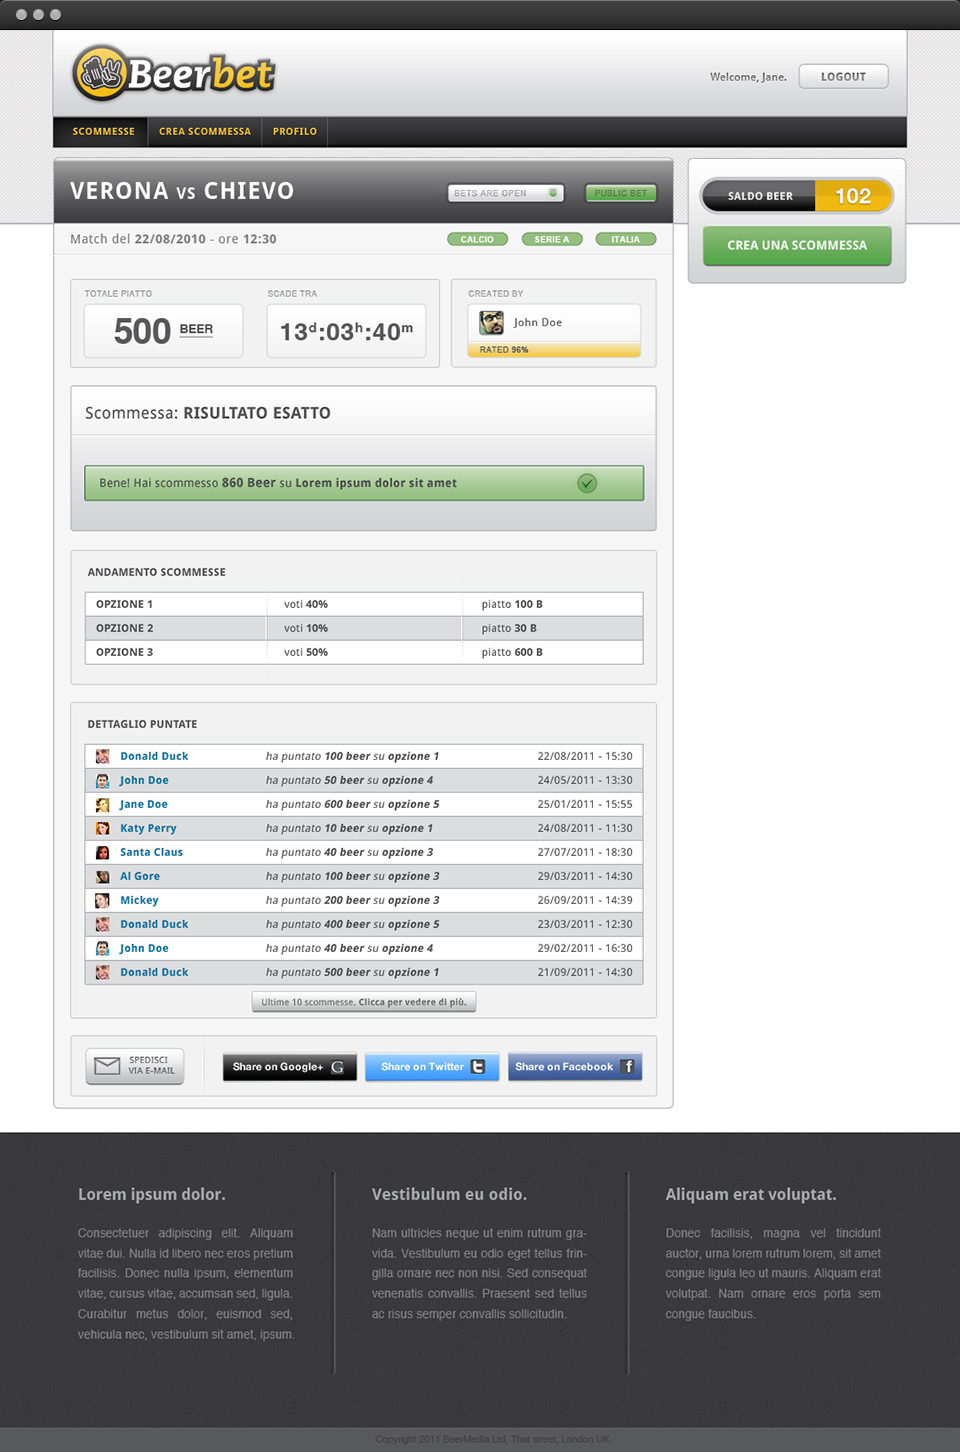 Beerbet
Welcome, Jane.
LOGOUT
SCOMMESSE
CREA SCOMMESSA
PROFILO
VERONA VS CHIEVO
BETS ARE OPEN
PUBLIC BET
SALDO BEER
102
CREA UNA SCOMMESSA
Match del 22/08/2010 - ore 12:30
CALCIO
SERIE A
ITALIA
TOTALE PIATTO
SCADE TRA
CREATED BY
500 BEER
13d:03h:40m
John Doe
RATED 96%
Scommessa: RISULTATO ESATTO
Bene! Hai scommesso 860 Beer su Lorem ipsum dolor sit amet
ANDAMENTO SCOMMESSE
OPZIONE 1 voti 40% piatto 100 B
OPZIONE 2 voti 10% piatto 30 B
OPZIONE 3 voti 50% piatto 600 B
DETTAGLIO PUNTATE
Donald Duck ha puntato 100 beer su opzione 1 22/08/2011 - 15:30
John Doe ha puntato 50 beer su opzione 4 24/05/2011 - 13:30
Jane Doe ha puntato 600 beer su opzione 5 25/01/2011 - 15:55
Katy Perry ha puntato 10 beer su opzione 1 24/08/2011 - 11:30
Santa Claus ha puntato 40 beer su opzione 3 27/07/2011 - 18:30
Al Gore ha puntato 100 beer su opzione 3 29/03/2011 - 14:30
Mickey ha puntato 200 beer su opzione 3 26/09/2011 - 14:39
Donald Duck ha puntato 400 beer su opzione 5 23/03/2011 - 12:30
John Doe ha puntato 40 beer su opzione 4 29/02/2011 - 16:30
Donald Duck ha puntato 500 beer su opzione 1 21/09/2011 - 14:30
Ultime 10 scommesse. Clicca per vedere di più.
SPEDISCI
VIA E-MAIL
Share on Google+ G
Share on Twitter t
Share on Facebook f
Lorem ipsum dolor.
Consectetuer adipiscing elit. Aliquam
vitae dui. Nulla id libero nec eros pretium
facilisis. Donec nulla ipsum, elementum
vitae, cursus vitae, accumsan sed, ligula.
Curabitur metus dolor, euismod sed,
vehicula nec, vestibulum sit amet, ipsum.
Vestibulum eu odio.
Nam ultricies neque ut enim rutrum gra-
vida. Vestibulum eu odio eget tellus frin-
gilla ornare nec non nisi. Sed consequat
venenatis convallis. Praesent sed tellus
ac risus semper convallis sollicitudin.
Aliquam erat voluptat.
Donec facilisis, magna vel tincidunt
auctor, urna lorem rutrum lorem, sit amet
congue ligula leo ut mauris. Aliquam erat
volutpat. Nam ornare eros porta sem
congue faucibus.
Copyright 2011 BeerMedia Ltd, That street, London UK